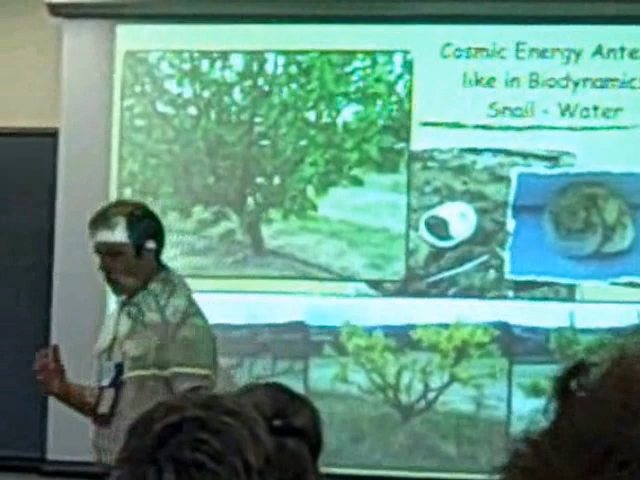 Cosmic Energy Ante
like in Biodynamic
Snail - Water